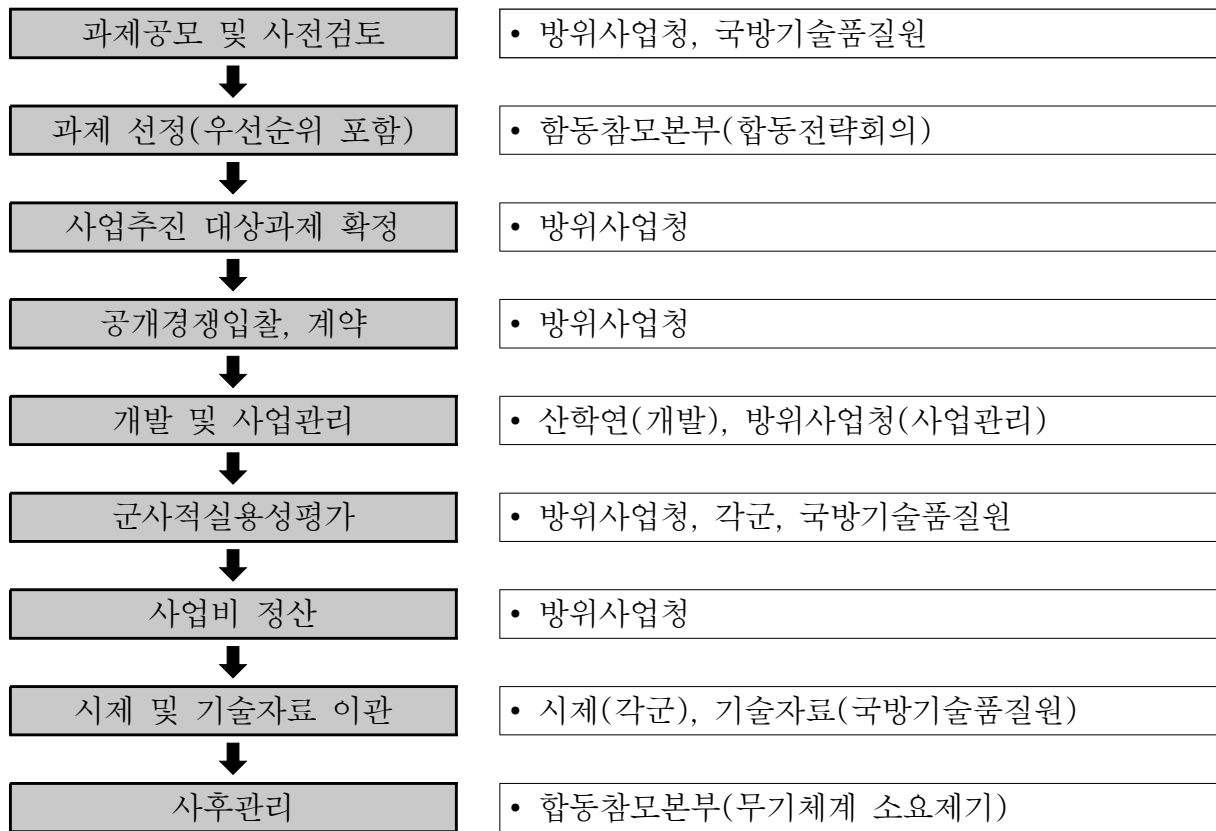 과제공모 및 사전검토
• 방위사업청, 국방기술품질원
과제 선정(우선순위 포함)
• 함동참모본부(합동전략회의)
사업추진 대상과제 확정
• 방위사업청
공개경쟁입찰, 계약
• 방위사업청
개발 및 사업관리
• 산학연(개발), 방위사업청(사업관리)
군사적실용성평가
• 방위사업청, 각군, 국방기술품질원
사업비 정산
• 방위사업청
시제 및 기술자료 이관
• 시제(각군), 기술자료(국방기술품질원)
사후관리
• 합동참모본부(무기체계 소요제기)